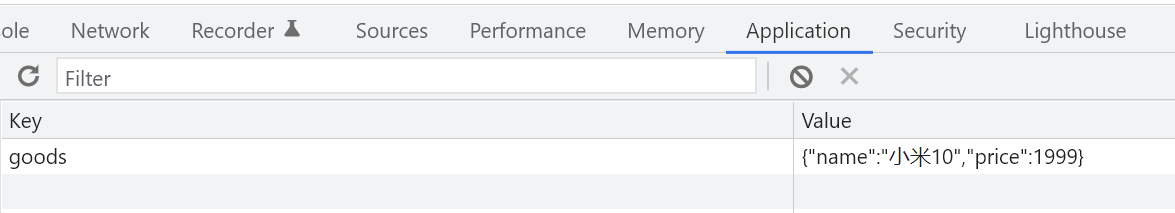 ole Network Recorder Sources Performance Memory Application Security Lighthouse
Filter
Key Value
goods {"name":"小米10","price":1999}